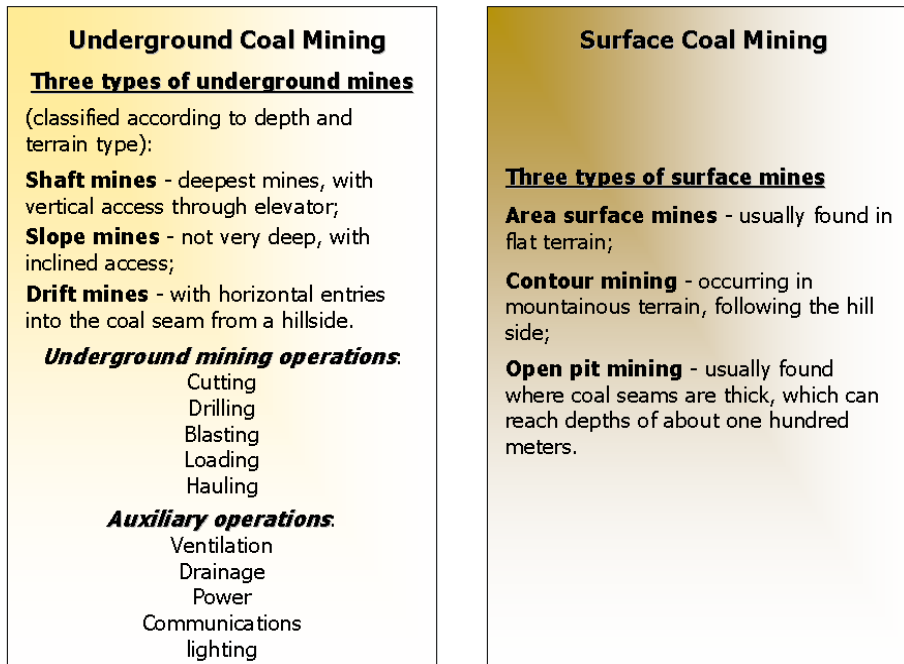 Underground Coal Mining
Three types of underground mines
(classified according to depth and
terrain type):
Shaft mines - deepest mines, with
vertical access through elevator;
Slope mines - not very deep, with
inclined access;
Drift mines - with horizontal entries
into the coal seam from a hillside.
Underground mining operations:
Cutting
Drilling
Blasting
Loading
Hauling
Auxiliary operations:
Ventilation
Drainage
Power
Communications
lighting
Surface Coal Mining
Three types of surface mines
Area surface mines - usually found in
flat terrain;
Contour mining - occurring in
mountainous terrain, following the hill
side;
Open pit mining - usually found
where coal seams are thick, which can
reach depths of about one hundred
meters.